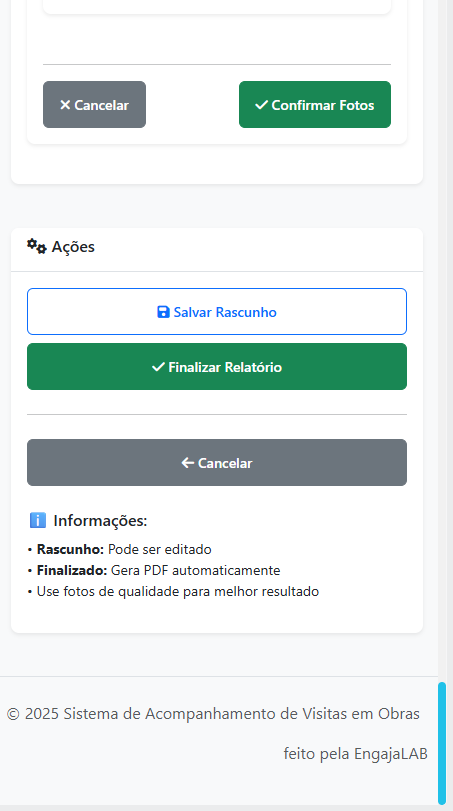 Cancelar
Confirmar Fotos
Ações
Salvar Rascunho
Finalizar Relatório
Cancelar
Informações:
• Rascunho: Pode ser editado
• Finalizado: Gera PDF automaticamente
• Use fotos de qualidade para melhor resultado
© 2025 Sistema de Acompanhamento de Visitas em Obras
feito pela EngajaLAB